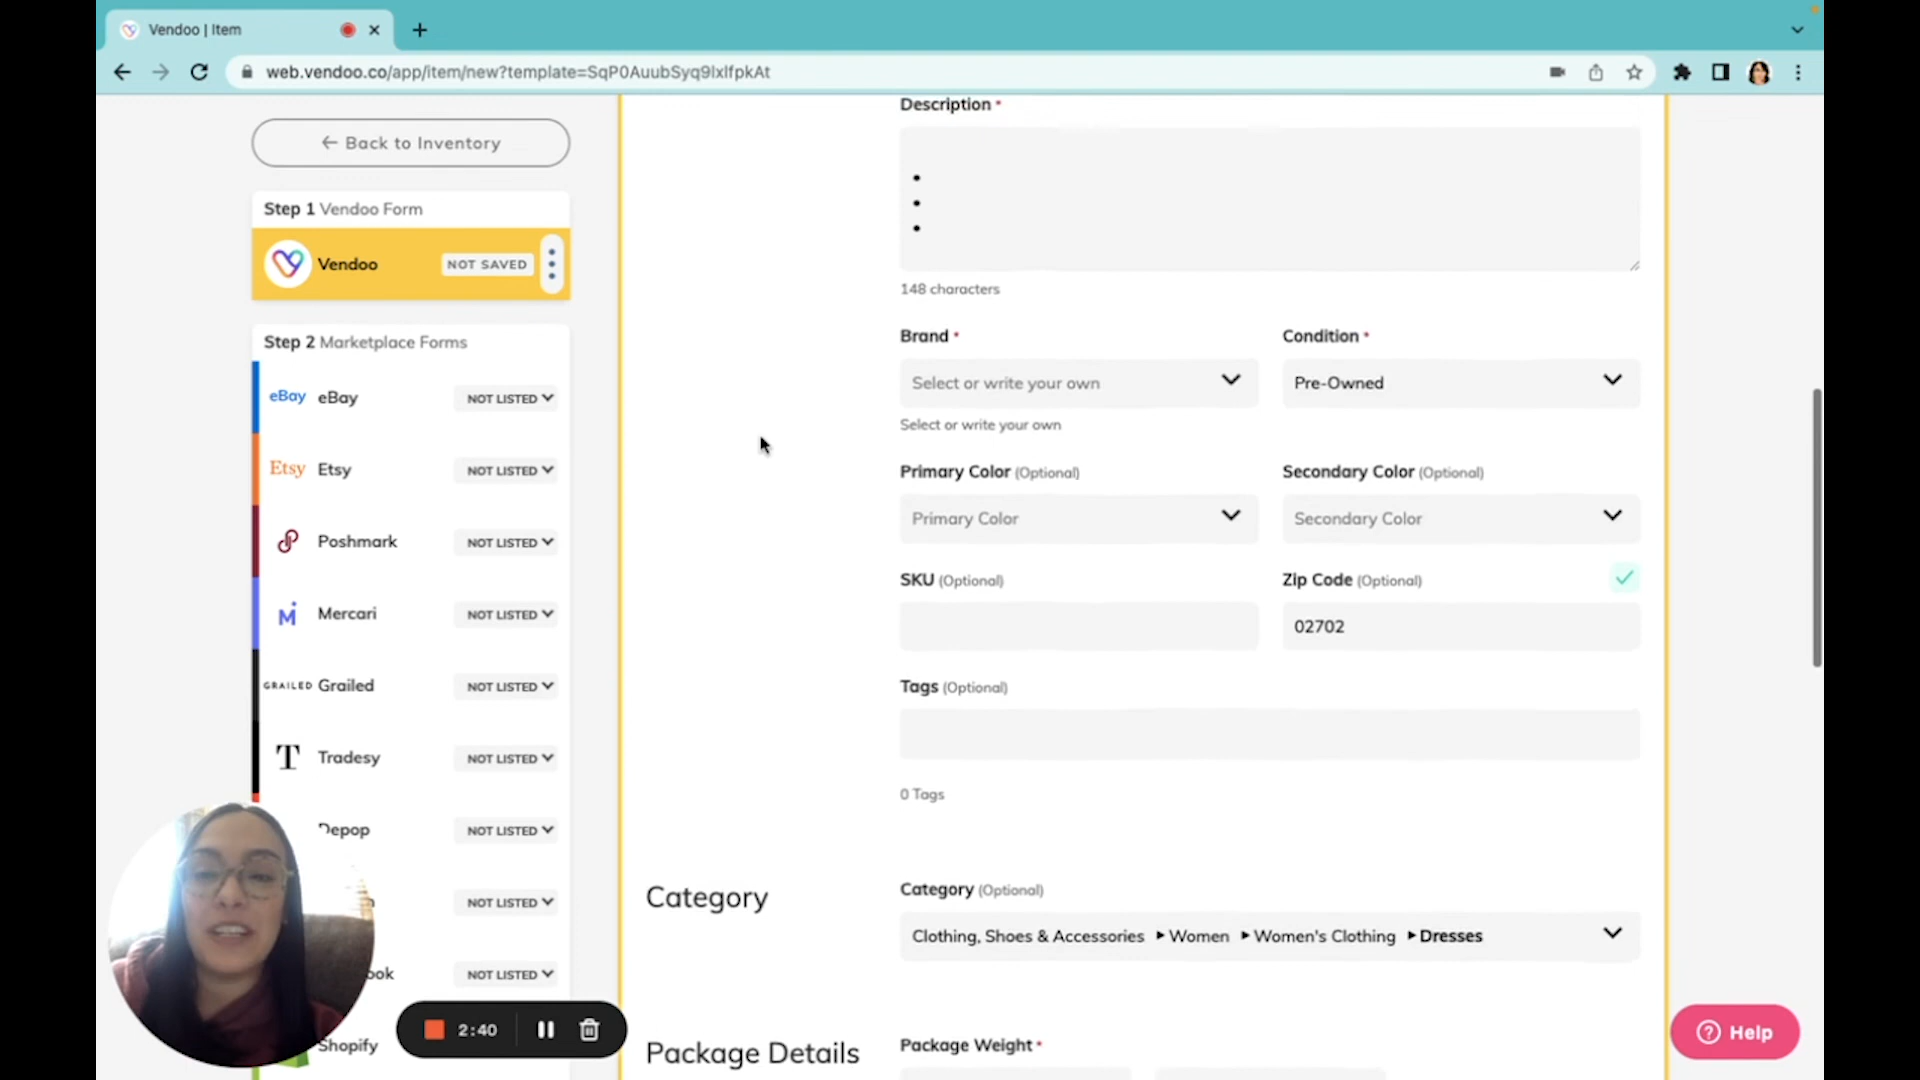 Vendoo | Item
web.vendoo.co/app/item/new?template=SqP0AuubSyq9lxIfpkAt
← Back to Inventory
Step 1 Vendoo Form
Vendoo NOT SAVED
Step 2 Marketplace Forms
eBay eBay NOT LISTED
Etsy Etsy NOT LISTED
Poshmark NOT LISTED
Mercari NOT LISTED
GRAILED Grailed NOT LISTED
T Tradesy NOT LISTED
Depop NOT LISTED
NOT LISTED
ook NOT LISTED
Shopify
2:40
Description *
•
•
•
148 characters
Brand * Condition *
Select or write your own Pre-Owned
Select or write your own
Primary Color (Optional) Secondary Color (Optional)
Primary Color Secondary Color
SKU (Optional) Zip Code (Optional)
02702
Tags (Optional)
0 Tags
Category Category (Optional)
Clothing, Shoes & Accessories ▸ Women ▸ Women's Clothing ▸ Dresses
Package Details Package Weight *
? Help